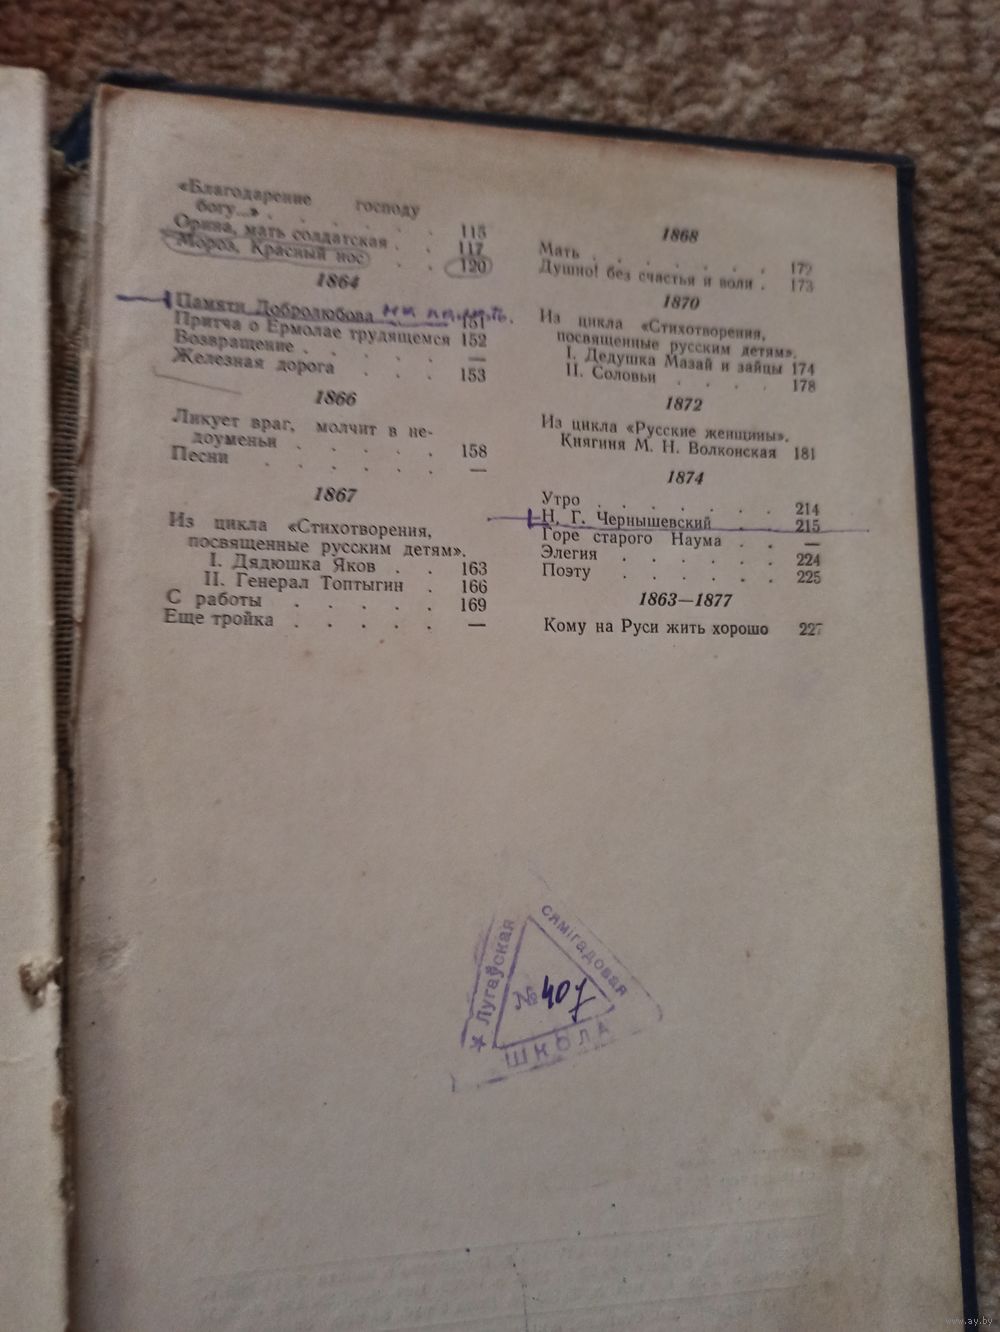 «Благодарение господу
богу...» . . . . . . 115
Орина, мать солдатская . . 117
Мороз, Красный нос . . 120
1864
Памяти Добролюбова 151
Притча о Ермолае трудящемся 152
Возвращение . . . . . —
Железная дорога . . . 153
1866
Ликует враг, молчит в не-
доуменьи . . . . . 158
Песни . . . . . —
1867
Из цикла «Стихотворения,
посвященные русским детям».
I. Дядюшка Яков . . 163
II. Генерал Топтыгин . 166
С работы . . . . . 169
Еще тройка . . . . . —
1868
Мать . . . . . . . 172
Душно! без счастья и воли . 173
1870
Из цикла «Стихотворения,
посвященные русским детям».
I. Дедушка Мазай и зайцы 174
II. Соловьи . . . . 178
1872
Из цикла «Русские женщины».
Княгиня М. Н. Волконская 181
1874
Утро . . . . . . . 214
Н. Г. Чернышевский . . 215
Горе старого Наума . . —
Элегия . . . . . . 224
Поэту . . . . . . 225
1863—1877
Кому на Руси жить хорошо 227
Лугаўская
сямігадовая
ШКОЛА
№ 407
www.ay.by